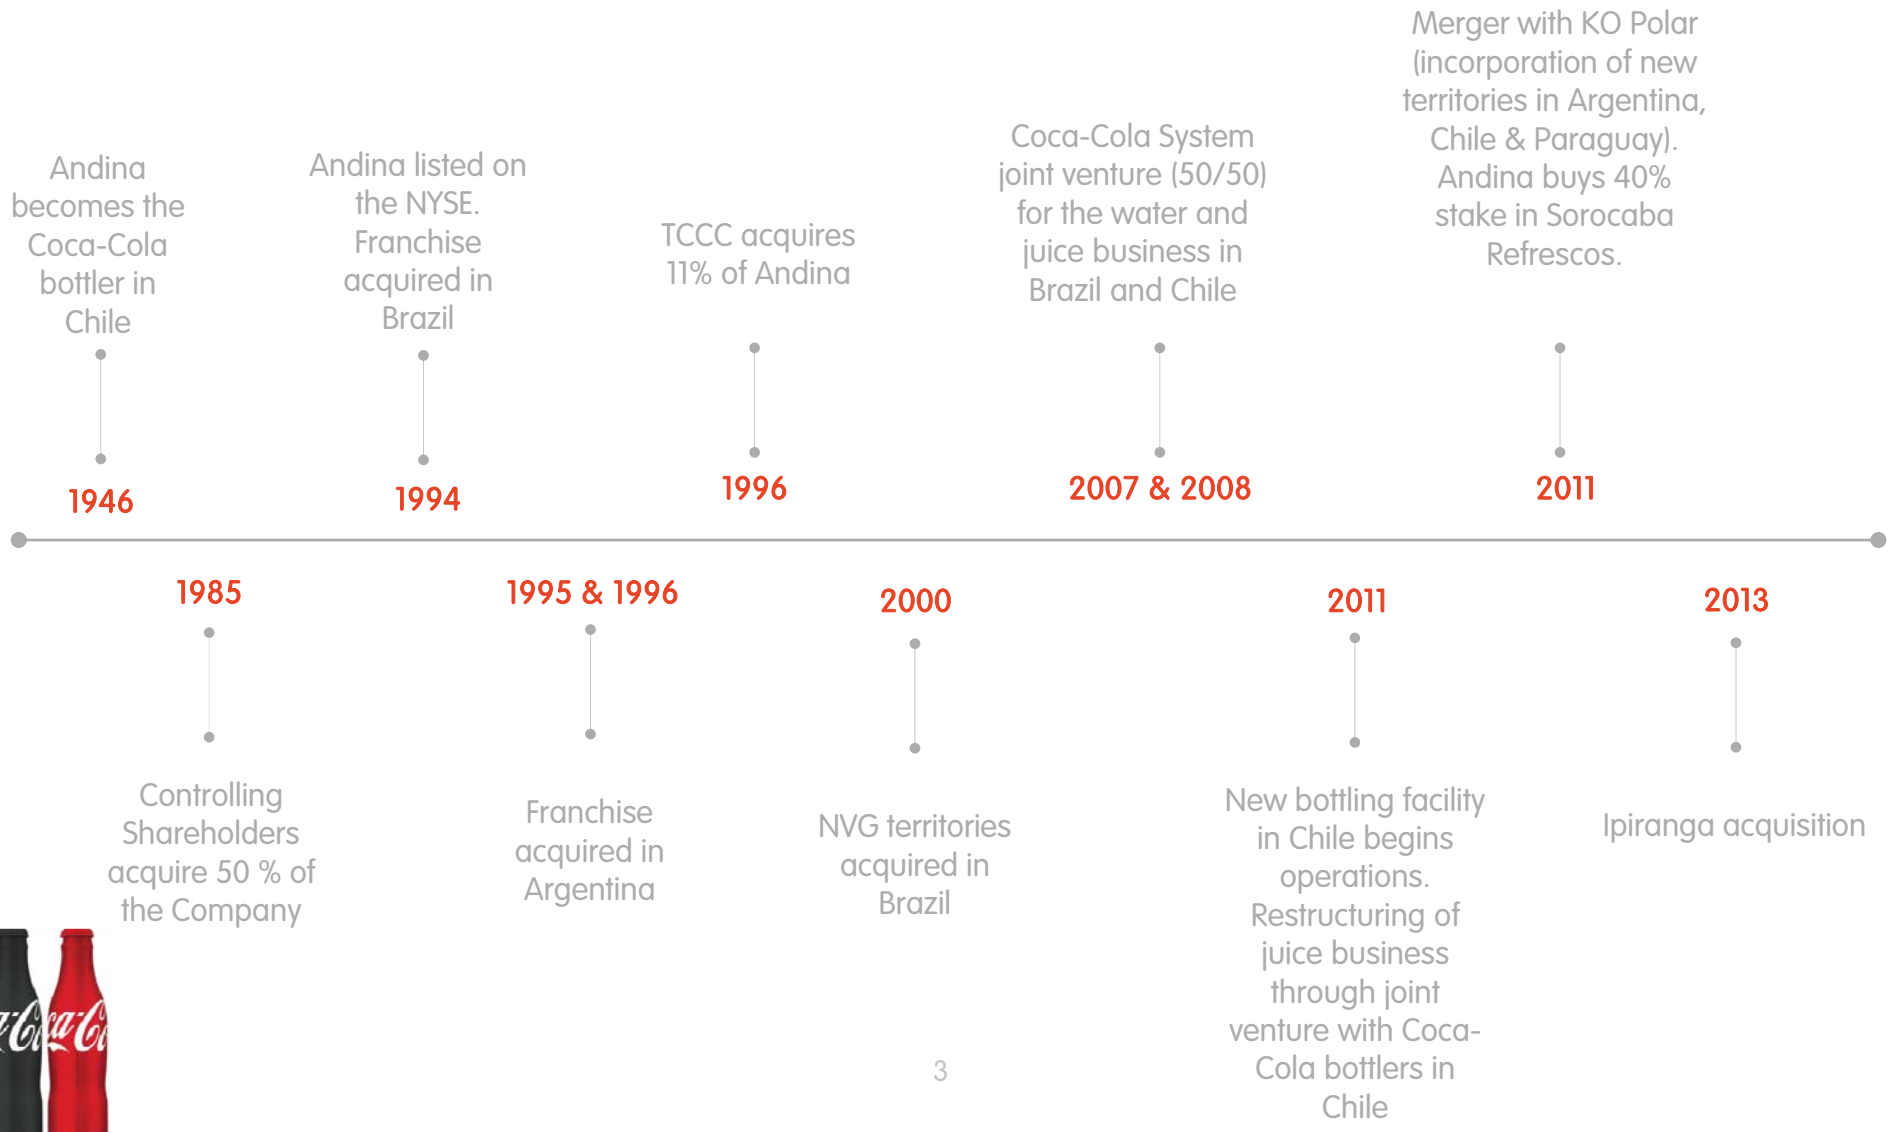 Andina
becomes the
Coca-Cola
bottler in
Chile
1946
Andina listed on
the NYSE.
Franchise
acquired in
Brazil
1994
TCCC acquires
11% of Andina
1996
Coca-Cola System
joint venture (50/50)
for the water and
juice business in
Brazil and Chile
2007 & 2008
Merger with KO Polar
(incorporation of new
territories in Argentina,
Chile & Paraguay).
Andina buys 40%
stake in Sorocaba
Refrescos.
2011
1985
Controlling
Shareholders
acquire 50 % of
the Company
1995 & 1996
Franchise
acquired in
Argentina
2000
NVG territories
acquired in
Brazil
2011
New bottling facility
in Chile begins
operations.
Restructuring of
juice business
through joint
venture with Coca-
Cola bottlers in
Chile
2013
Ipiranga acquisition
3